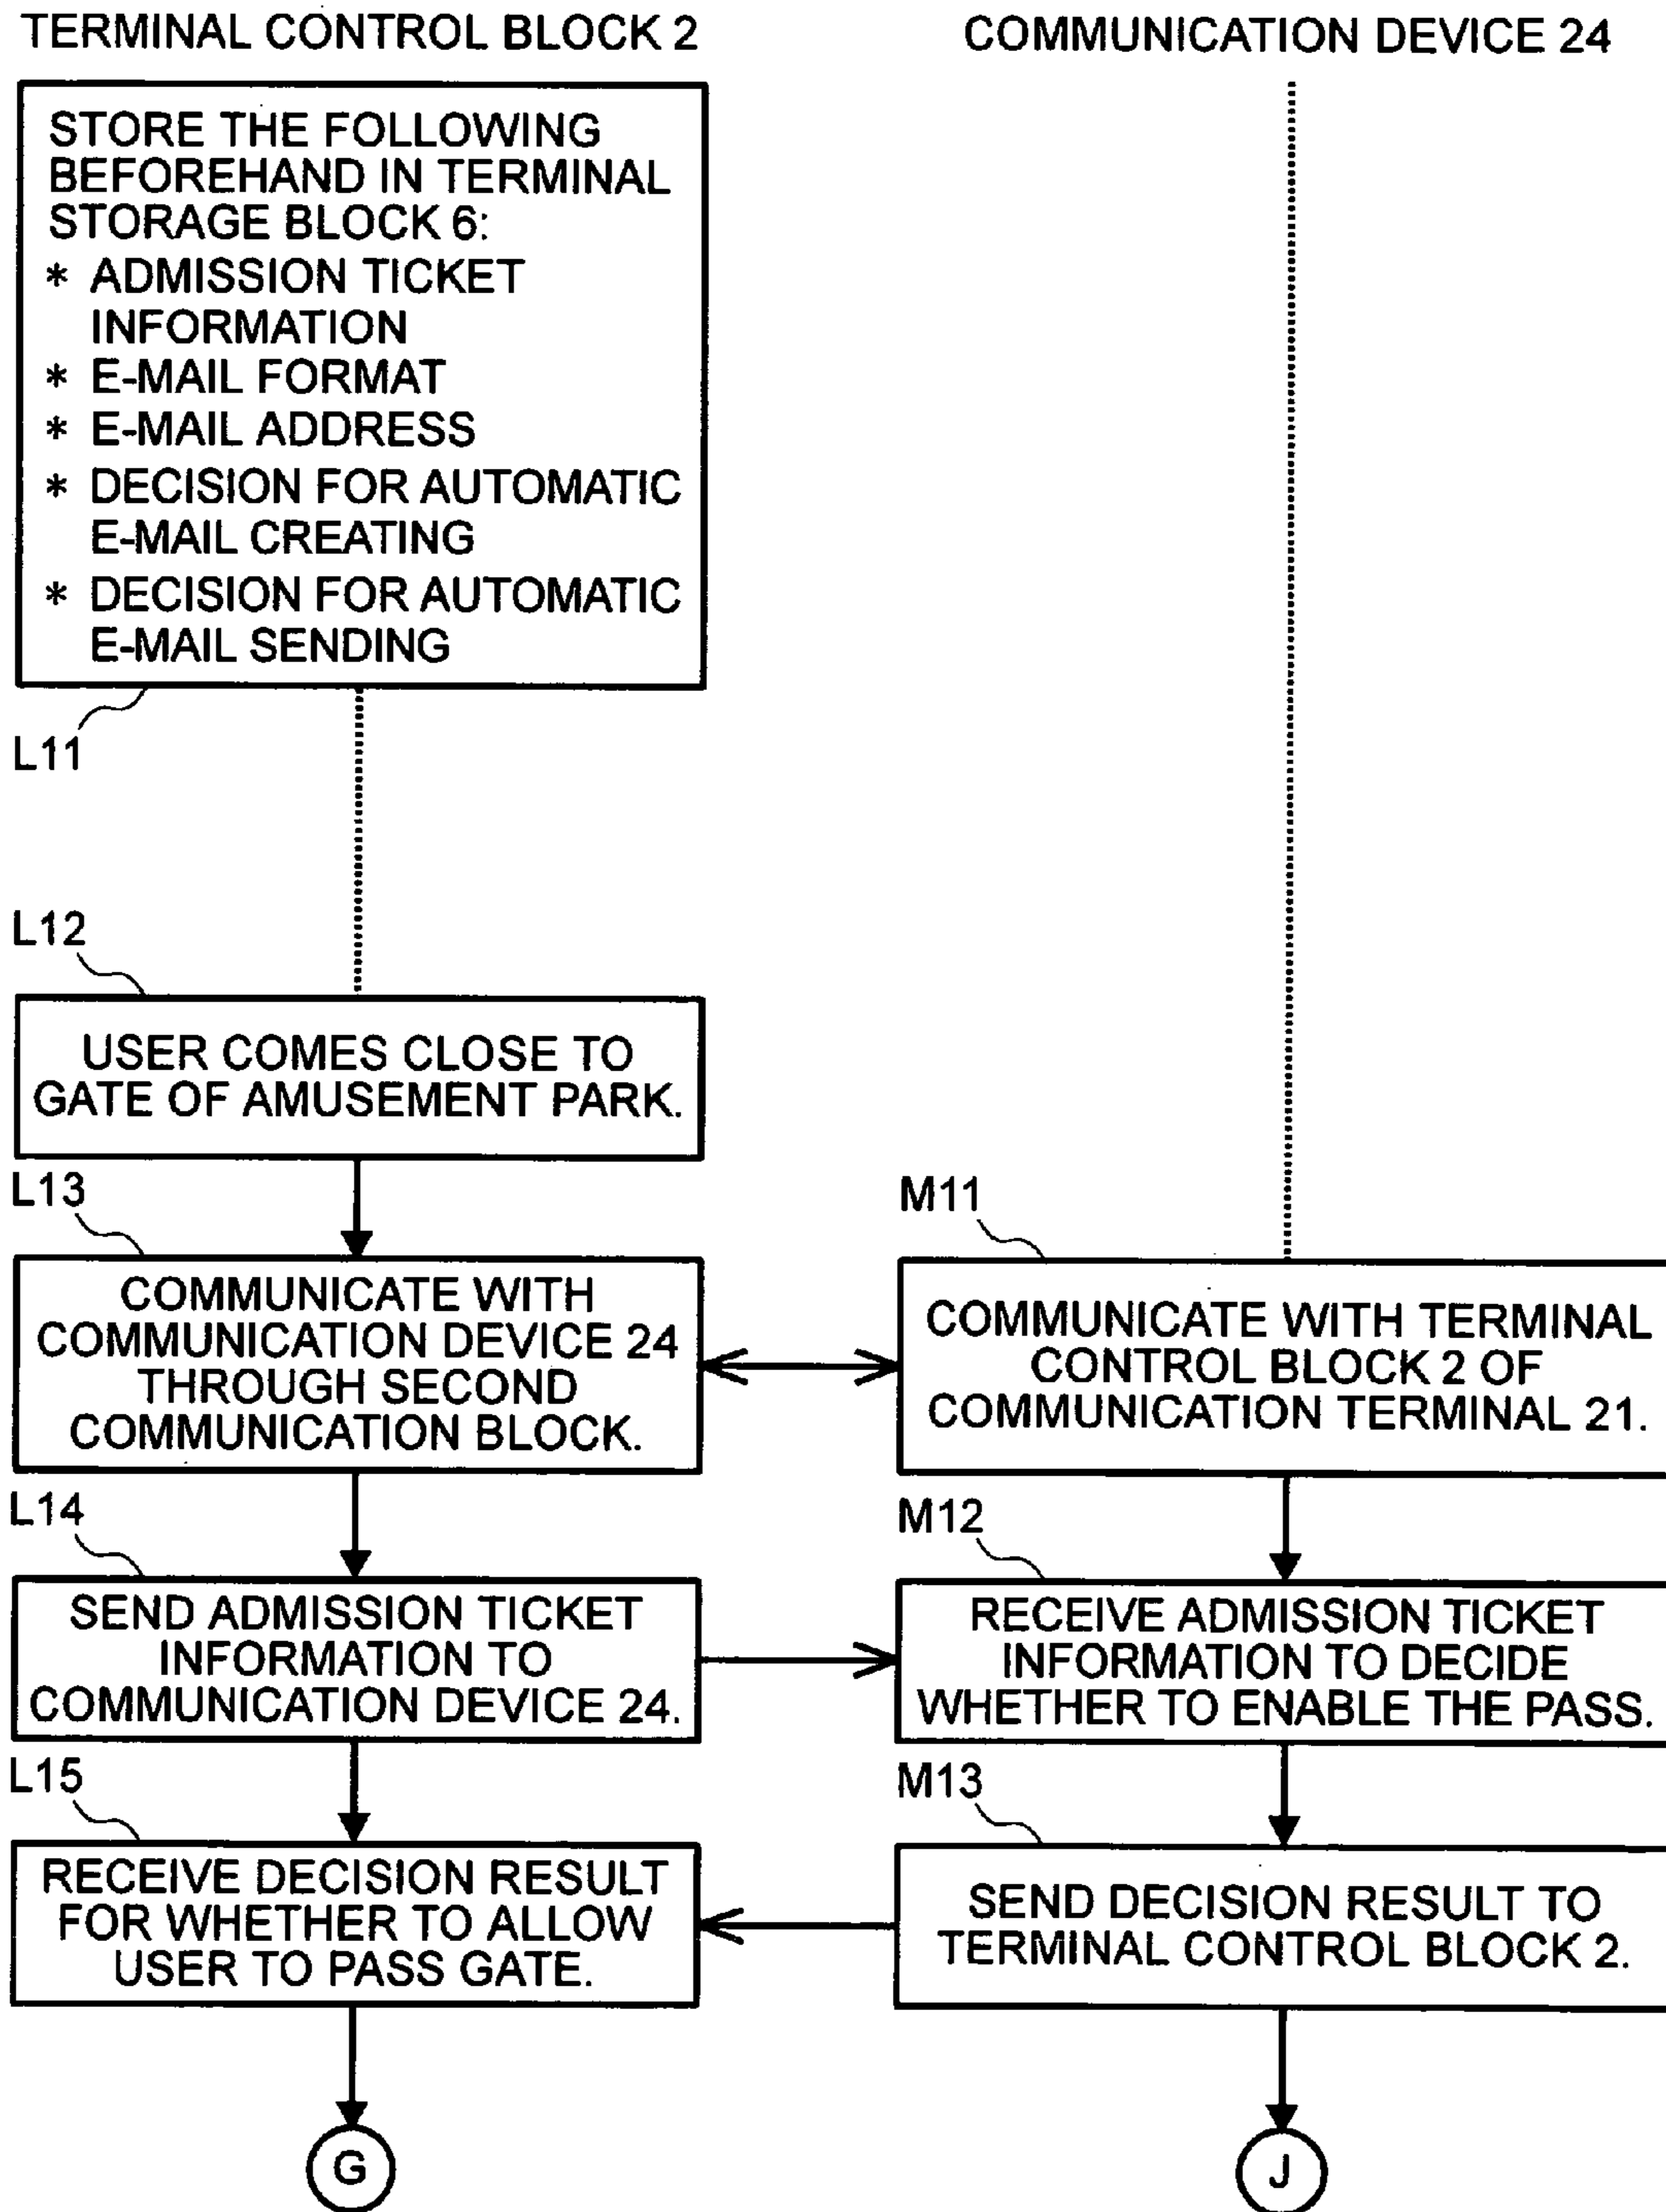 TERMINAL CONTROL BLOCK 2
COMMUNICATION DEVICE 24
STORE THE FOLLOWING
BEFOREHAND IN TERMINAL
STORAGE BLOCK 6:
* ADMISSION TICKET
INFORMATION
* E-MAIL FORMAT
* E-MAIL ADDRESS
* DECISION FOR AUTOMATIC
E-MAIL CREATING
* DECISION FOR AUTOMATIC
E-MAIL SENDING
L11
L12
USER COMES CLOSE TO
GATE OF AMUSEMENT PARK.
L13
COMMUNICATE WITH
COMMUNICATION DEVICE 24
THROUGH SECOND
COMMUNICATION BLOCK.
M11
COMMUNICATE WITH TERMINAL
CONTROL BLOCK 2 OF
COMMUNICATION TERMINAL 21.
L14
SEND ADMISSION TICKET
INFORMATION TO
COMMUNICATION DEVICE 24.
M12
RECEIVE ADMISSION TICKET
INFORMATION TO DECIDE
WHETHER TO ENABLE THE PASS.
L15
RECEIVE DECISION RESULT
FOR WHETHER TO ALLOW
USER TO PASS GATE.
M13
SEND DECISION RESULT TO
TERMINAL CONTROL BLOCK 2.
G
J